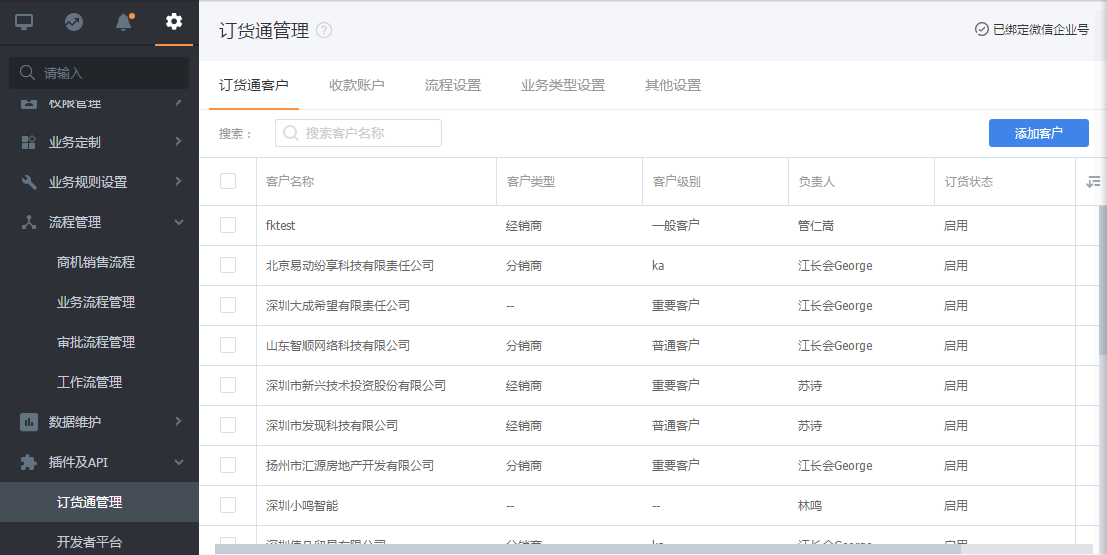 请输入
权限管理
业务定制
业务规则设置
流程管理
商机销售流程
业务流程管理
审批流程管理
工作流管理
数据维护
插件及API
订货通管理
开发者平台
订货通管理 ?
已绑定微信企业号
订货通客户 收款账户 流程设置 业务类型设置 其他设置
搜索： 搜索客户名称 添加客户
客户名称 客户类型 客户级别 负责人 订货状态
fktest 经销商 一般客户 管仁嵩 启用
北京易动纷享科技有限责任公司 分销商 ka 江长会George 启用
深圳大成希望有限责任公司 -- 重要客户 江长会George 启用
山东智顺网络科技有限公司 分销商 普通客户 江长会George 启用
深圳市新兴技术投资股份有限公司 经销商 重要客户 苏诗 启用
深圳市发现科技有限公司 经销商 普通客户 苏诗 启用
扬州市汇源房地产开发有限公司 分销商 重要客户 江长会George 启用
深圳小鸣智能 -- -- 林鸣 启用
分销商 ka 江长会George 启用